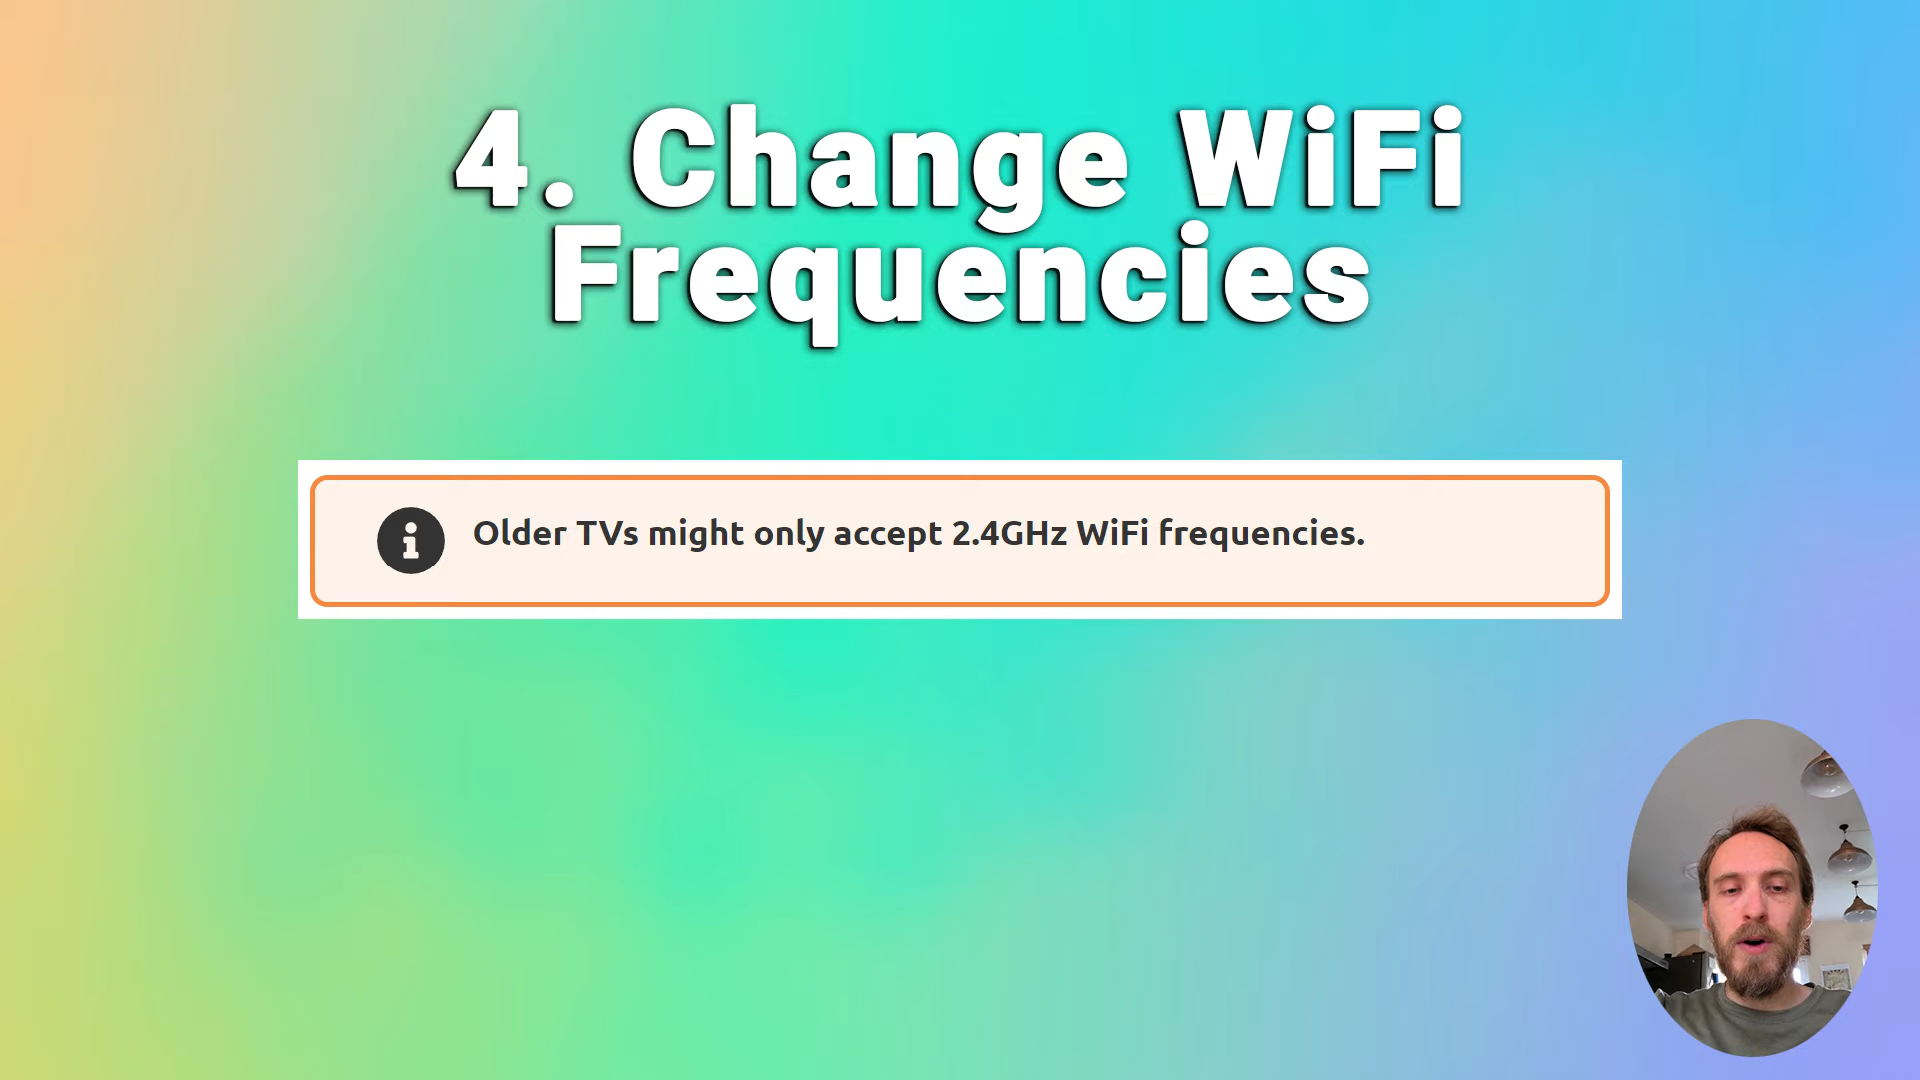 4. Change WiFi
Frequencies
Older TVs might only accept 2.4GHz WiFi frequencies.